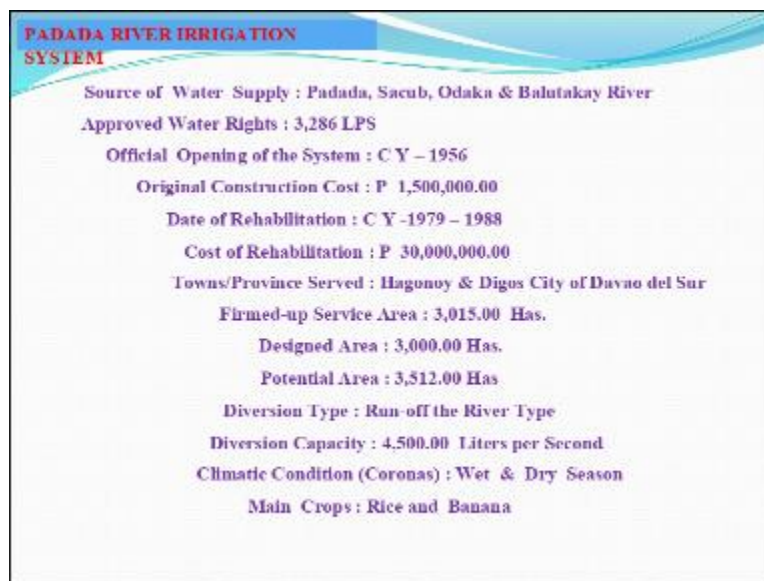 PADADA RIVER IRRIGATION
SYSTEM
Source of Water Supply : Padada, Sacub, Odaka & Balutakay River
Approved Water Rights : 3,286 LPS
Official Opening of the System : C Y – 1956
Original Construction Cost : P 1,500,000.00
Date of Rehabilitation : C Y -1979 – 1988
Cost of Rehabilitation : P 30,000,000.00
Towns/Province Served : Hagonoy & Digos City of Davao del Sur
Firmed-up Service Area : 3,015.00 Has.
Designed Area : 3,000.00 Has.
Potential Area : 3,512.00 Has
Diversion Type : Run-off the River Type
Diversion Capacity : 4,500.00 Liters per Second
Climatic Condition (Coronas) : Wet & Dry Season
Main Crops : Rice and Banana